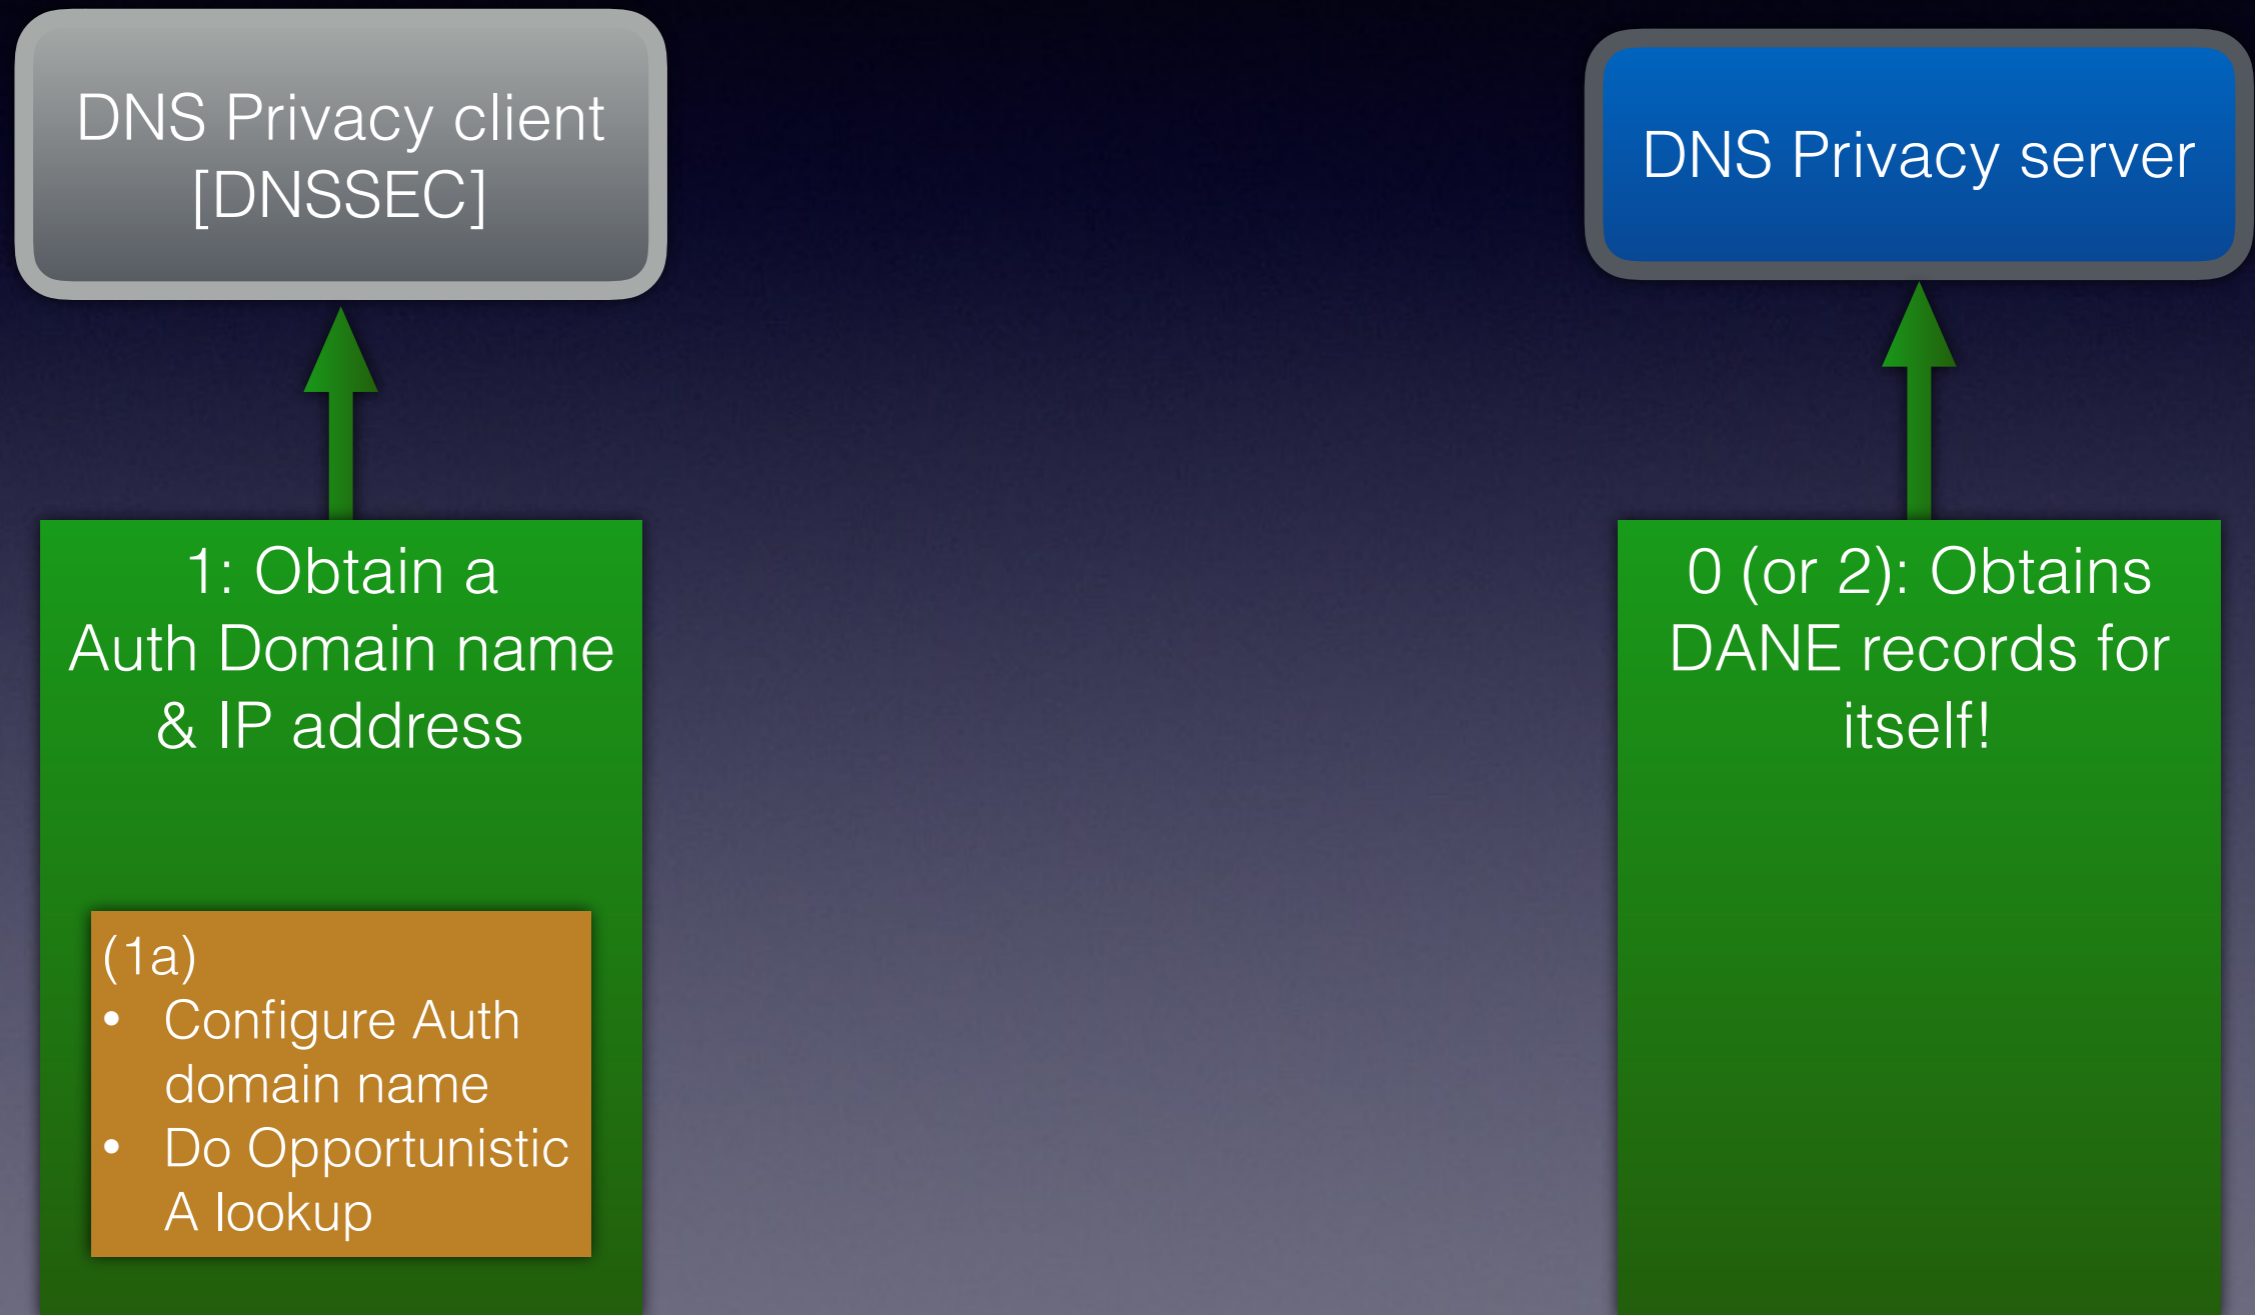 DNS Privacy client
[DNSSEC]
DNS Privacy server
1: Obtain a
Auth Domain name
& IP address
(1a)
• Configure Auth
domain name
• Do Opportunistic
A lookup
0 (or 2): Obtains
DANE records for
itself!